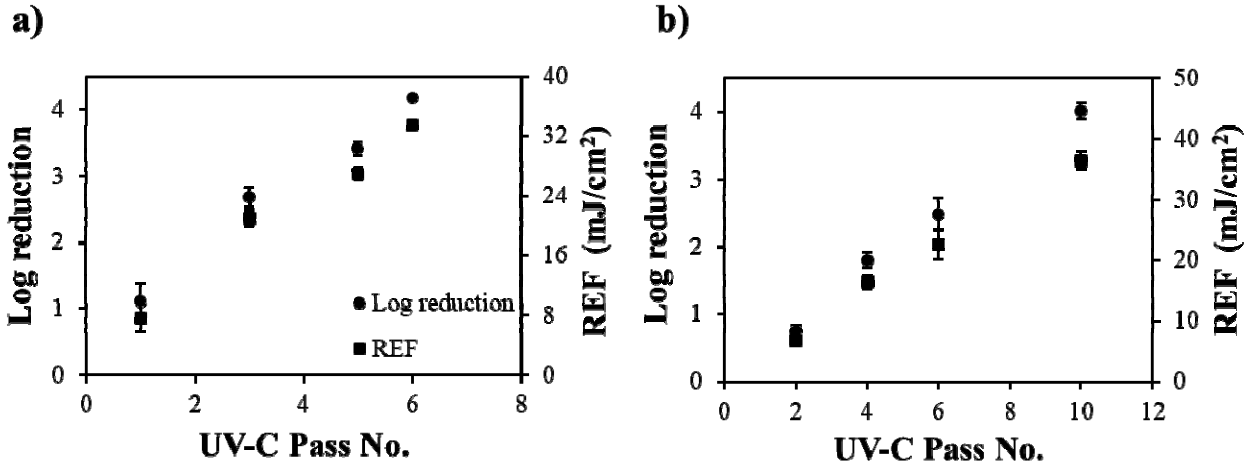 a)
Log reduction
4
3
2
1
0
40
32
24
16
8
0
REF (mJ/cm²)
Log reduction
REF
0 2 4 6 8
UV-C Pass No.
b)
Log reduction
4
3
2
1
0
50
40
30
20
10
0
REF (mJ/cm²)
0 2 4 6 8 10 12
UV-C Pass No.